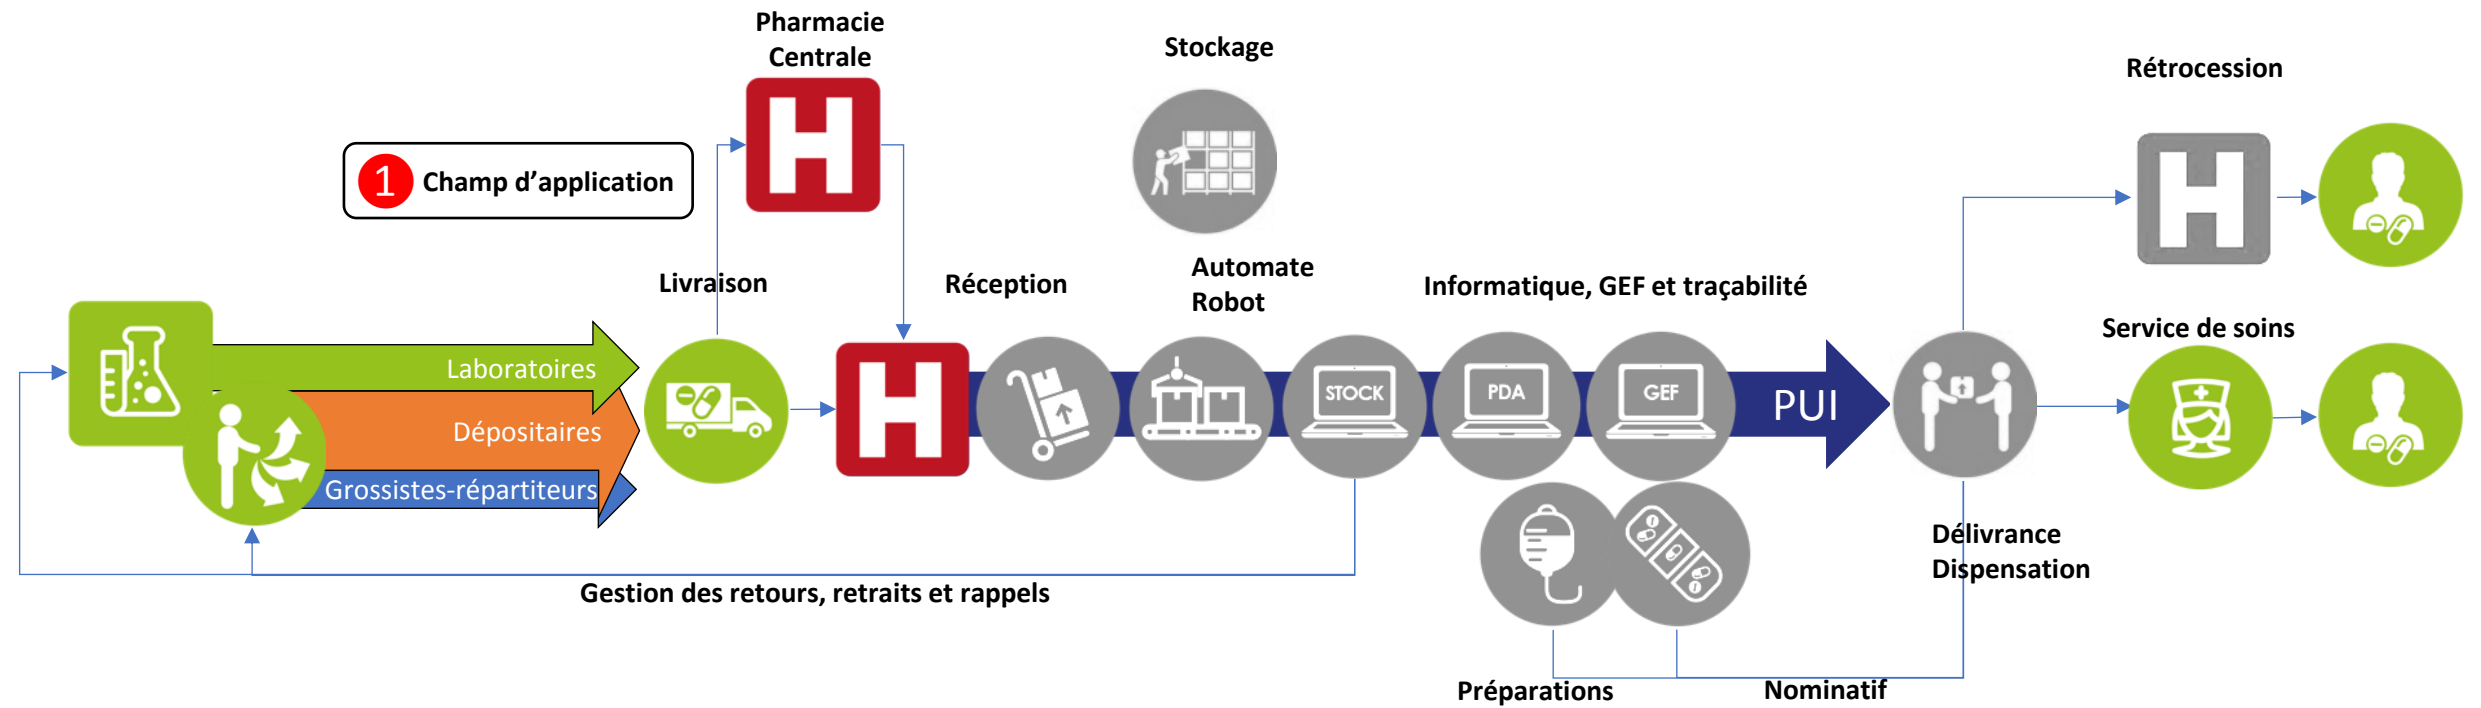 Pharmacie
Centrale
Stockage
Rétrocession
1 Champ d’application
Livraison
Réception
Automate
Robot
Informatique, GEF et traçabilité
Service de soins
Laboratoires
Dépositaires
Grossistes-répartiteurs
H
H
STOCK
PDA
GEF
PUI
H
Délivrance
Dispensation
Gestion des retours, retraits et rappels
Préparations
Nominatif